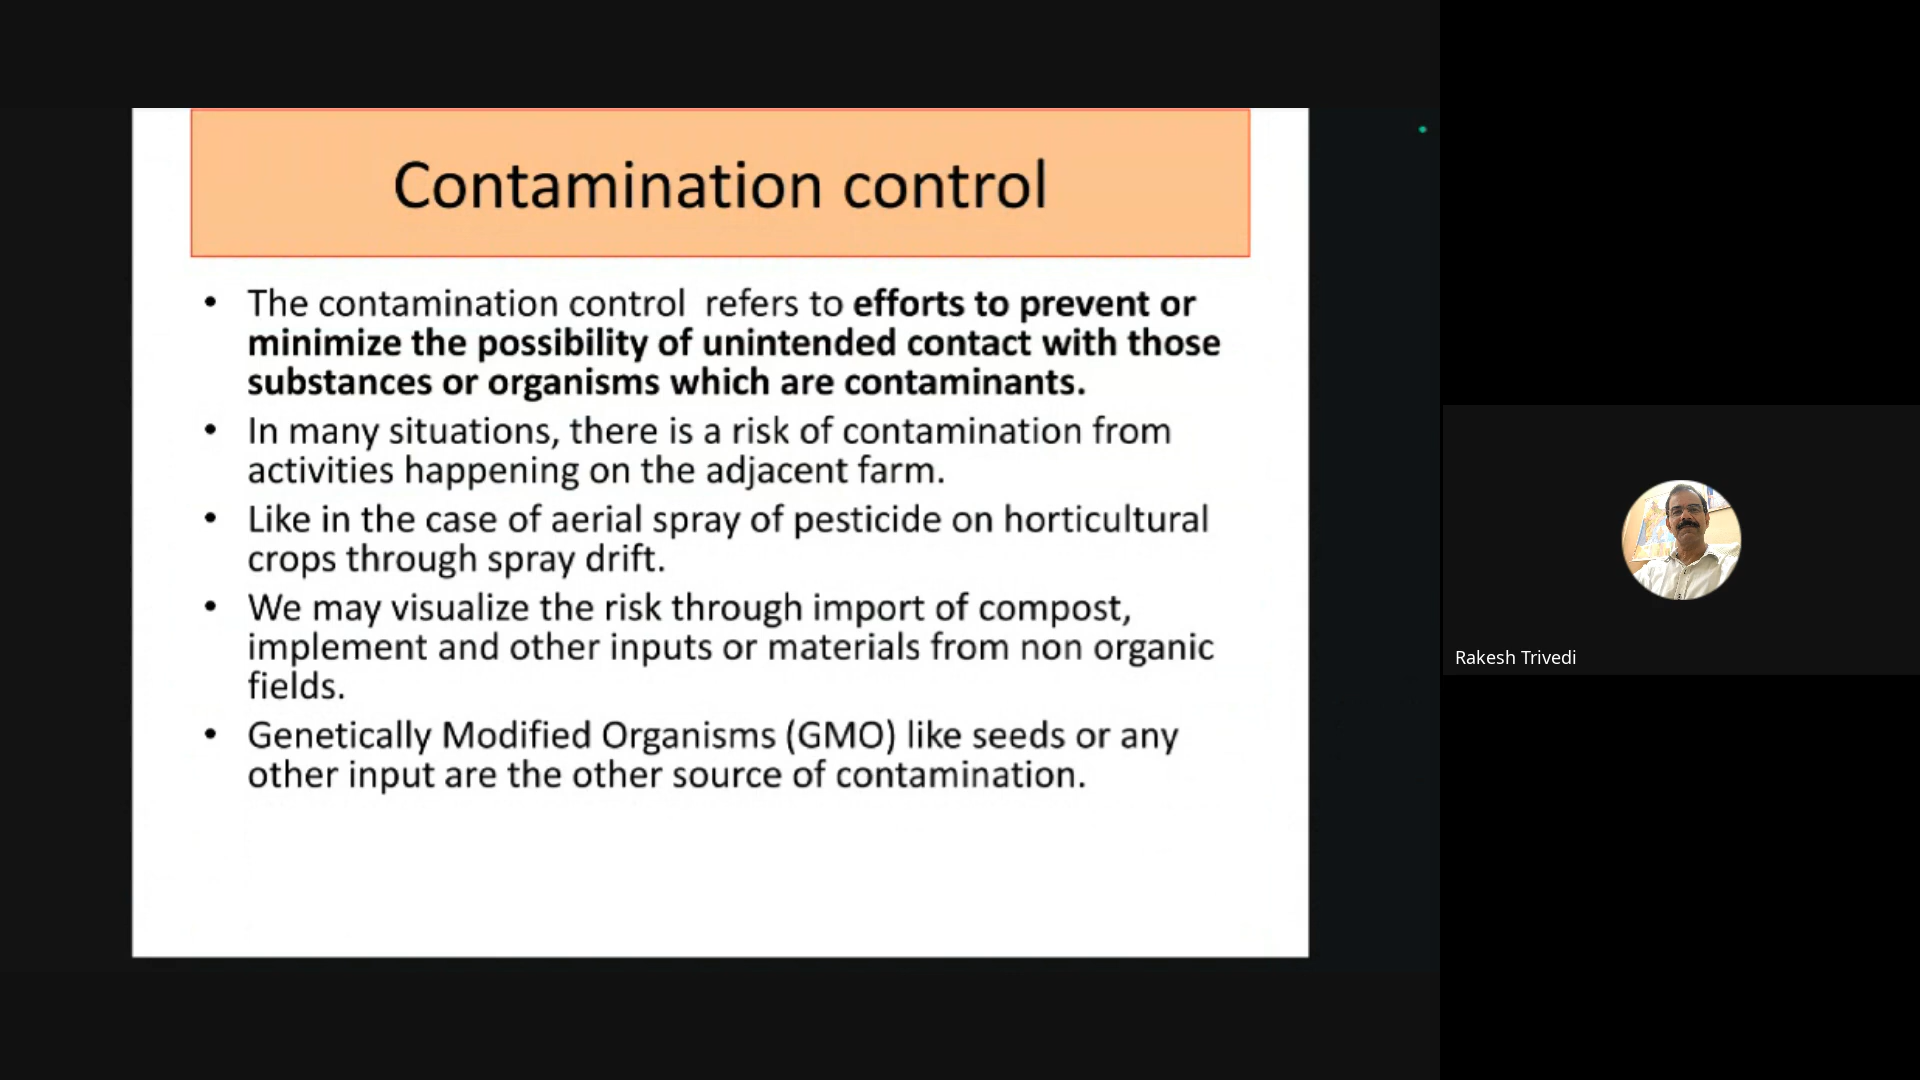 Contamination control
• The contamination control  refers to efforts to prevent or
minimize the possibility of unintended contact with those
substances or organisms which are contaminants.
• In many situations, there is a risk of contamination from
activities happening on the adjacent farm.
• Like in the case of aerial spray of pesticide on horticultural
crops through spray drift.
• We may visualize the risk through import of compost,
implement and other inputs or materials from non organic
fields.
• Genetically Modified Organisms (GMO) like seeds or any
other input are the other source of contamination.
Rakesh Trivedi